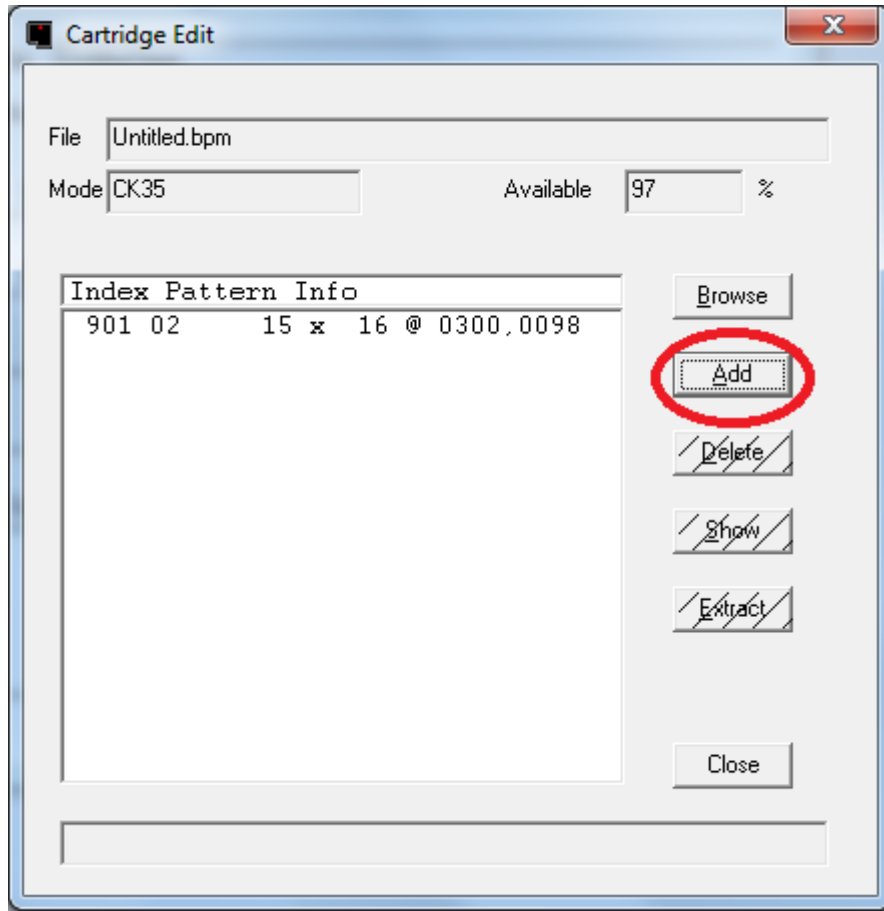 Cartridge Edit
File Untitled.bpm
Mode CK35 Available 97 %
Index Pattern Info
901 02 15 x 16 @ 0300,0098
Browse
Add
Delete
Show
Extract
Close